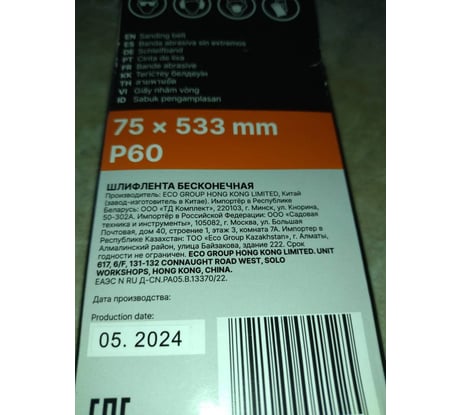 EN Sanding belt
ES Banda abrasiva sin extremos
DE Schleifband
PT Cinta de lixa
FR Bande abrasive
KK Тегістеу белдеуін
TH สายพานขัด
VI Giấy nhám vòng
ID Sabuk pengamplasan
75 × 533 mm
P60
ШЛИФЛЕНТА БЕСКОНЕЧНАЯ
Производитель: ECO GROUP HONG KONG LIMITED, Китай
(завод-изготовитель в Китае). Импортёр в Республике
Беларусь: ООО «ТД Комплект», 220103, г. Минск, ул. Кнорина,
50-302А. Импортёр в Российской Федерации: ООО «Садовая
техника и инструменты», 105082, г. Москва, ул. Большая
Почтовая, дом 40, строение 1, этаж 3, комната 7А. Импортер в
Республики Казахстан: ТОО «Eco Group Kazakhstan», г. Алматы,
Алмалинский район, улица Байзакова, здание 222. Срок
годности не ограничен. ECO GROUP HONG KONG LIMITED. UNIT
617, 6/F, 131-132 CONNAUGHT ROAD WEST, SOLO
WORKSHOPS, HONG KONG, CHINA.
ЕАЭС N RU Д-CN.РА05.В.13370/22.
Дата производства:
Production date:
05. 2024
EAC